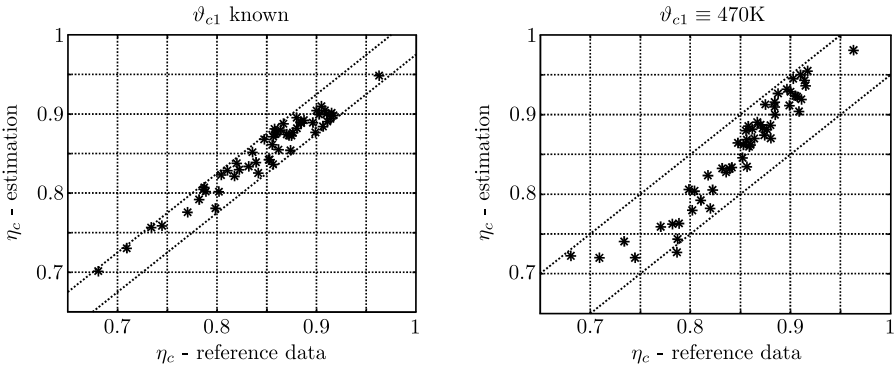 ϑc1 known
1
0.9
0.8
0.7
ηc - estimation
0.7 0.8 0.9 1
ηc - reference data
ϑc1 ≡ 470K
1
0.9
0.8
0.7
ηc - estimation
0.7 0.8 0.9 1
ηc - reference data